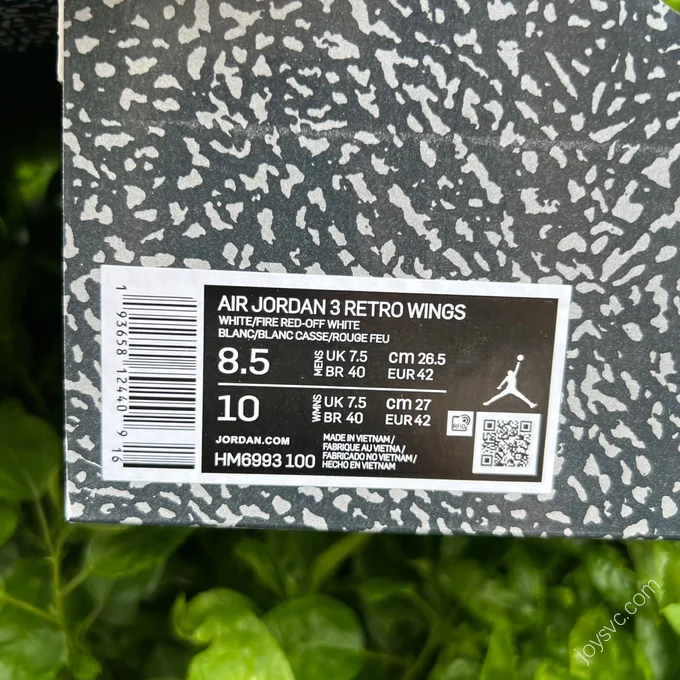 AIR JORDAN 3 RETRO WINGS
WHITE/FIRE RED-OFF WHITE
BLANC/BLANC CASSE/ROUGE FEU
8.5 MENS UK 7.5 cm 26.5
BR 40 EUR 42
10 WMNS UK 7.5 cm 27
BR 40 EUR 42
JORDAN.COM
HM6993 100
MADE IN VIETNAM/
FABRIQUE AU VIETNA/
FABRICADO NO VIETNAM/
HECHO EN VIETNAM
RFID
1 93658 12440 9 16
joysvc.com